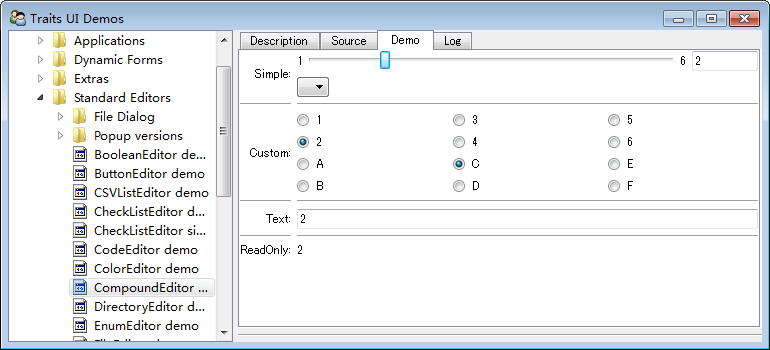 Traits UI Demos
Applications
Dynamic Forms
Extras
Standard Editors
File Dialog
Popup versions
BooleanEditor de...
ButtonEditor demo
CSVListEditor demo
CheckListEditor d...
CheckListEditor si...
CodeEditor demo
ColorEditor demo
CompoundEditor ...
DirectoryEditor d...
EnumEditor demo
Description Source Demo Log
Simple: 1 6 2
Custom:
1 3 5
2 4 6
A C E
B D F
Text: 2
ReadOnly: 2